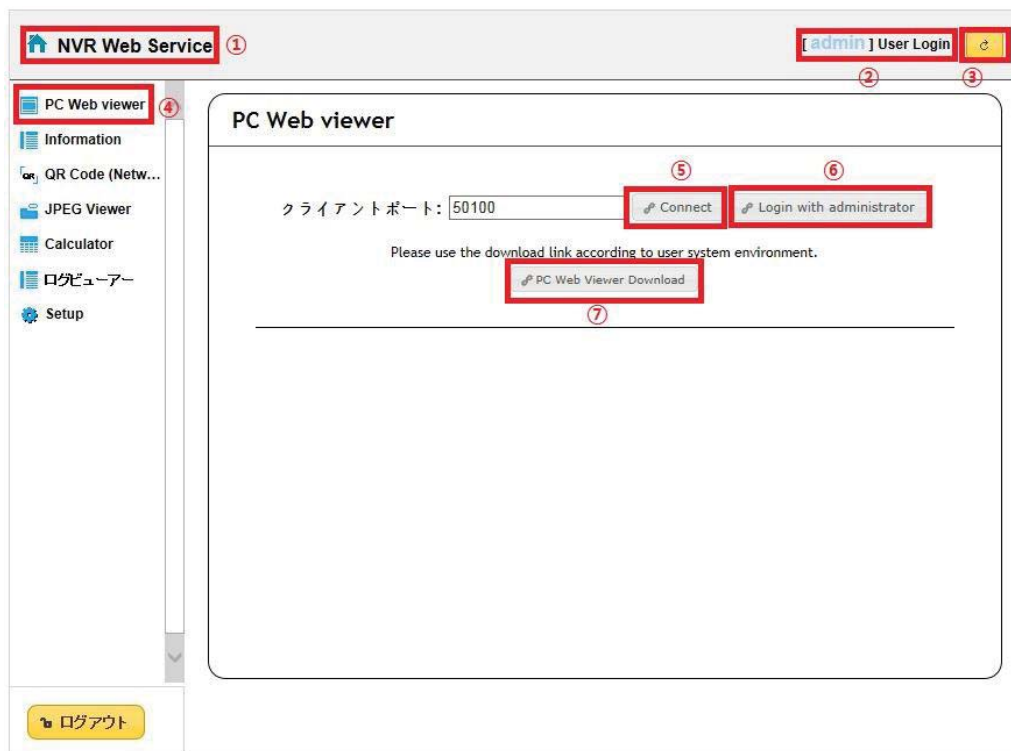 NVR Web Service ①
[ admin ] User Login
② ③
PC Web viewer ④
Information
QR QR Code (Netw...
JPEG Viewer
Calculator
ログビューアー
Setup
ログアウト
PC Web viewer
⑤ ⑥
クライアントポート: 50100 Connect Login with administrator
Please use the download link according to user system environment.
PC Web Viewer Download
⑦